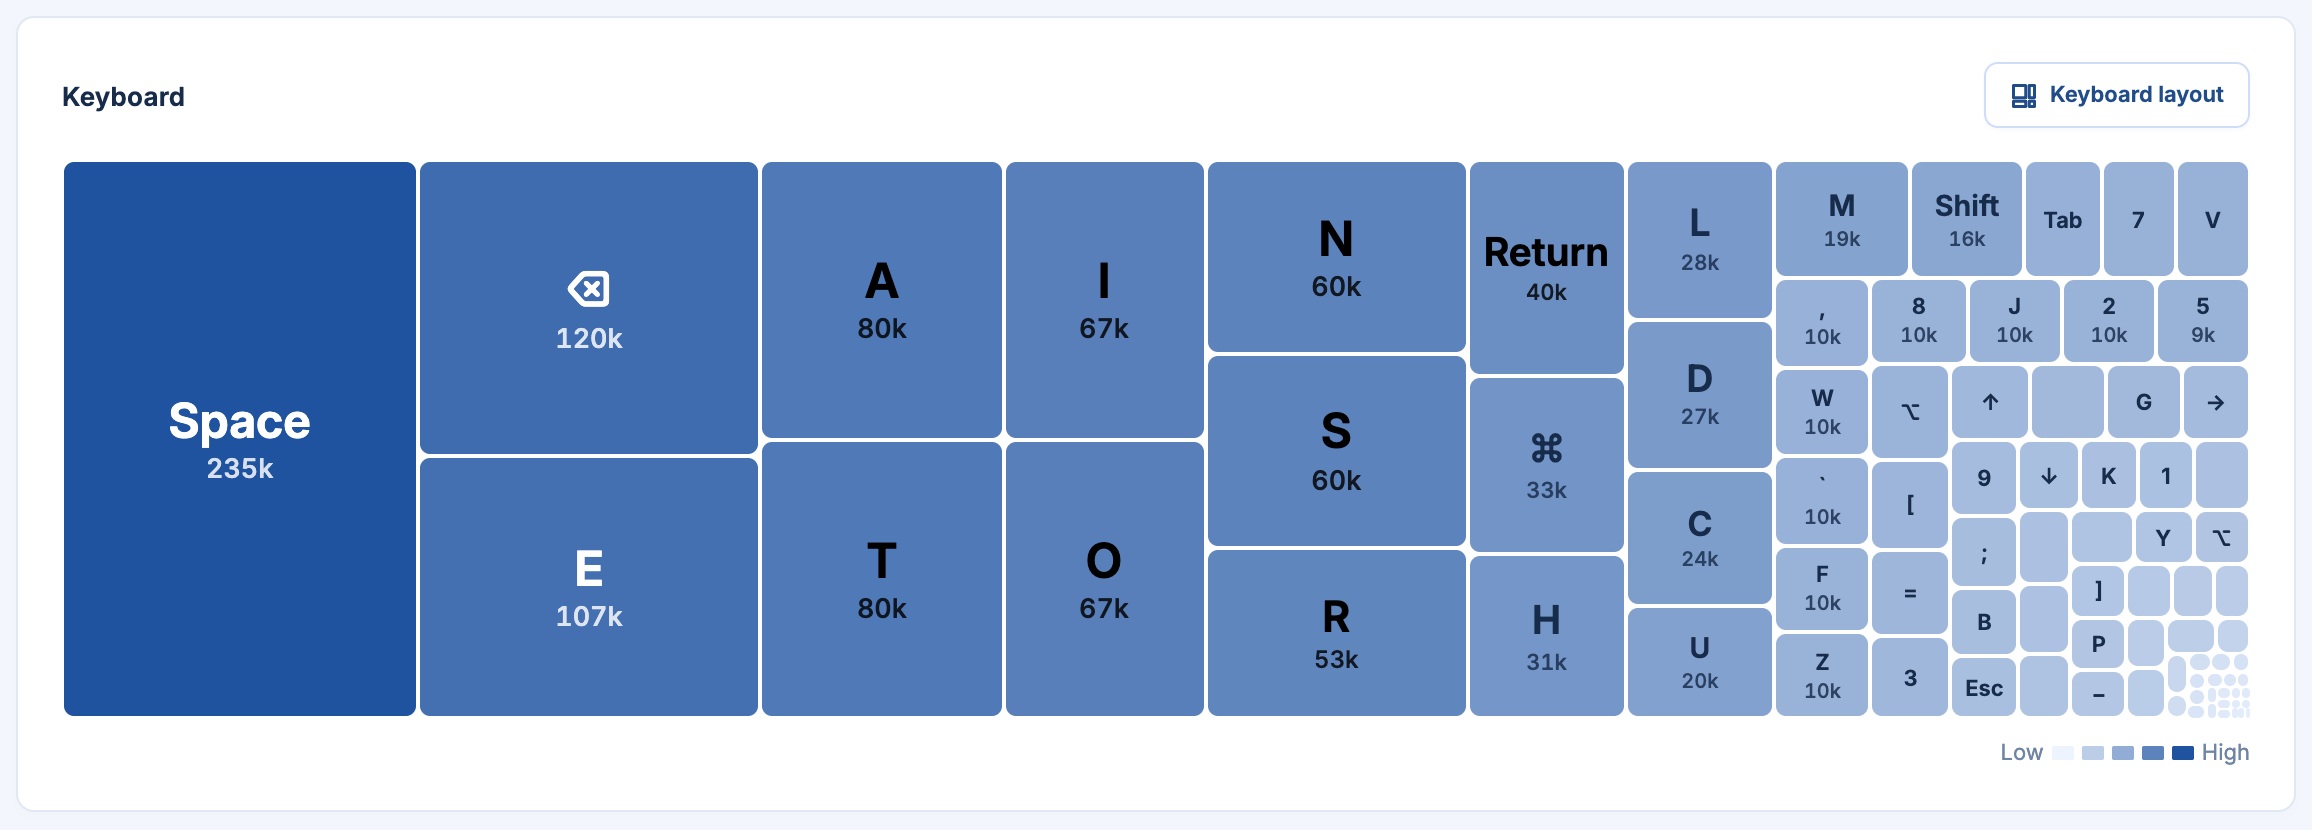 Keyboard
Keyboard layout
Space
235k
120k
E
107k
A
80k
T
80k
I
67k
O
67k
N
60k
S
60k
R
53k
Return
40k
⌘
33k
H
31k
L
28k
D
27k
C
24k
U
20k
M
19k
Shift
16k
Tab
7
V
,
10k
8
10k
J
10k
2
10k
5
9k
W
10k
`
10k
F
10k
Z
10k
⌥
[
=
3
↑
G
→
9
↓
K
1
;
Y
⌥
B
]
P
Esc
–
Low
High